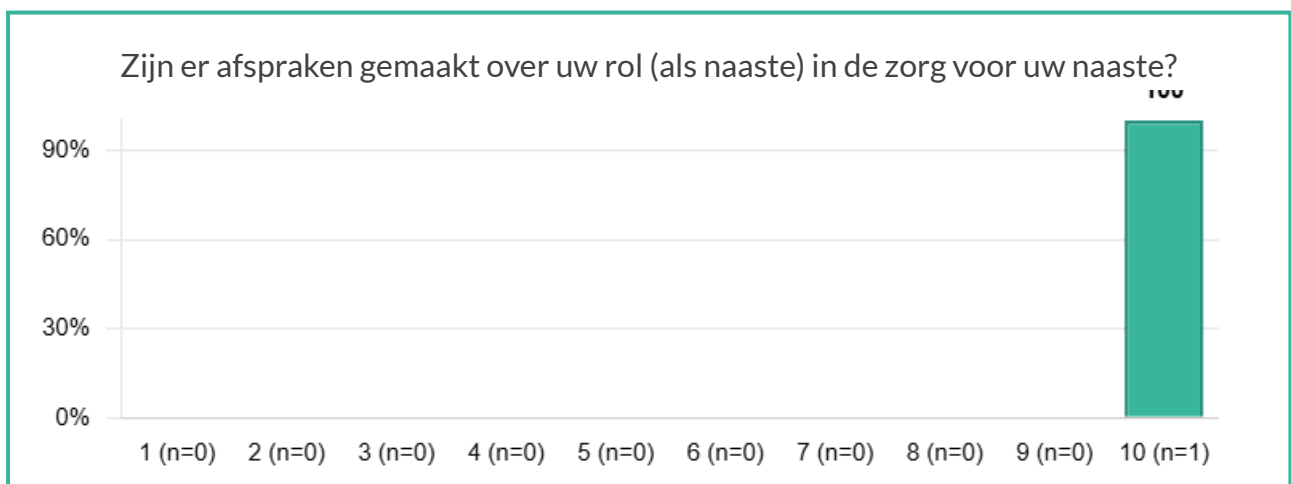 Zijn er afspraken gemaakt over uw rol (als naaste) in de zorg voor uw naaste?
100
90%
60%
30%
0%
1 (n=0) 2 (n=0) 3 (n=0) 4 (n=0) 5 (n=0) 6 (n=0) 7 (n=0) 8 (n=0) 9 (n=0) 10 (n=1)